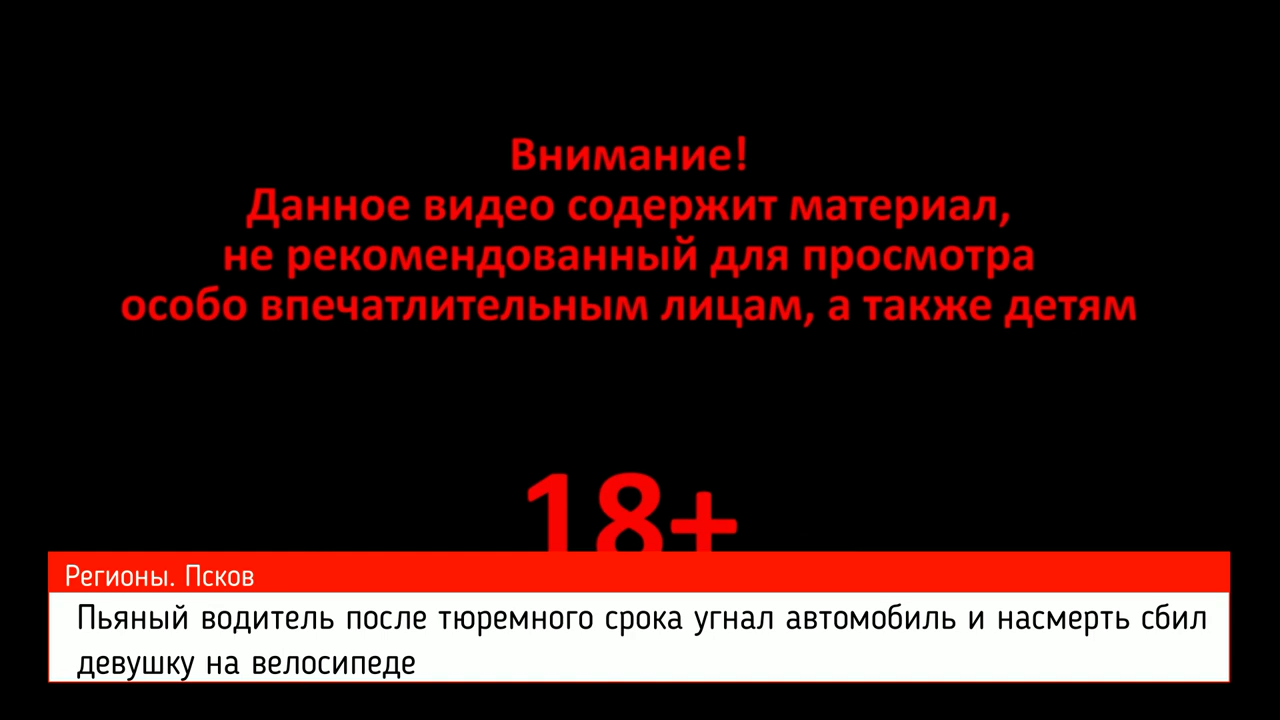 Внимание!
Данное видео содержит материал,
не рекомендованный для просмотра
особо впечатлительным лицам, а также детям
18+
Регионы. Псков
Пьяный водитель после тюремного срока угнал автомобиль и насмерть сбил
девушку на велосипеде